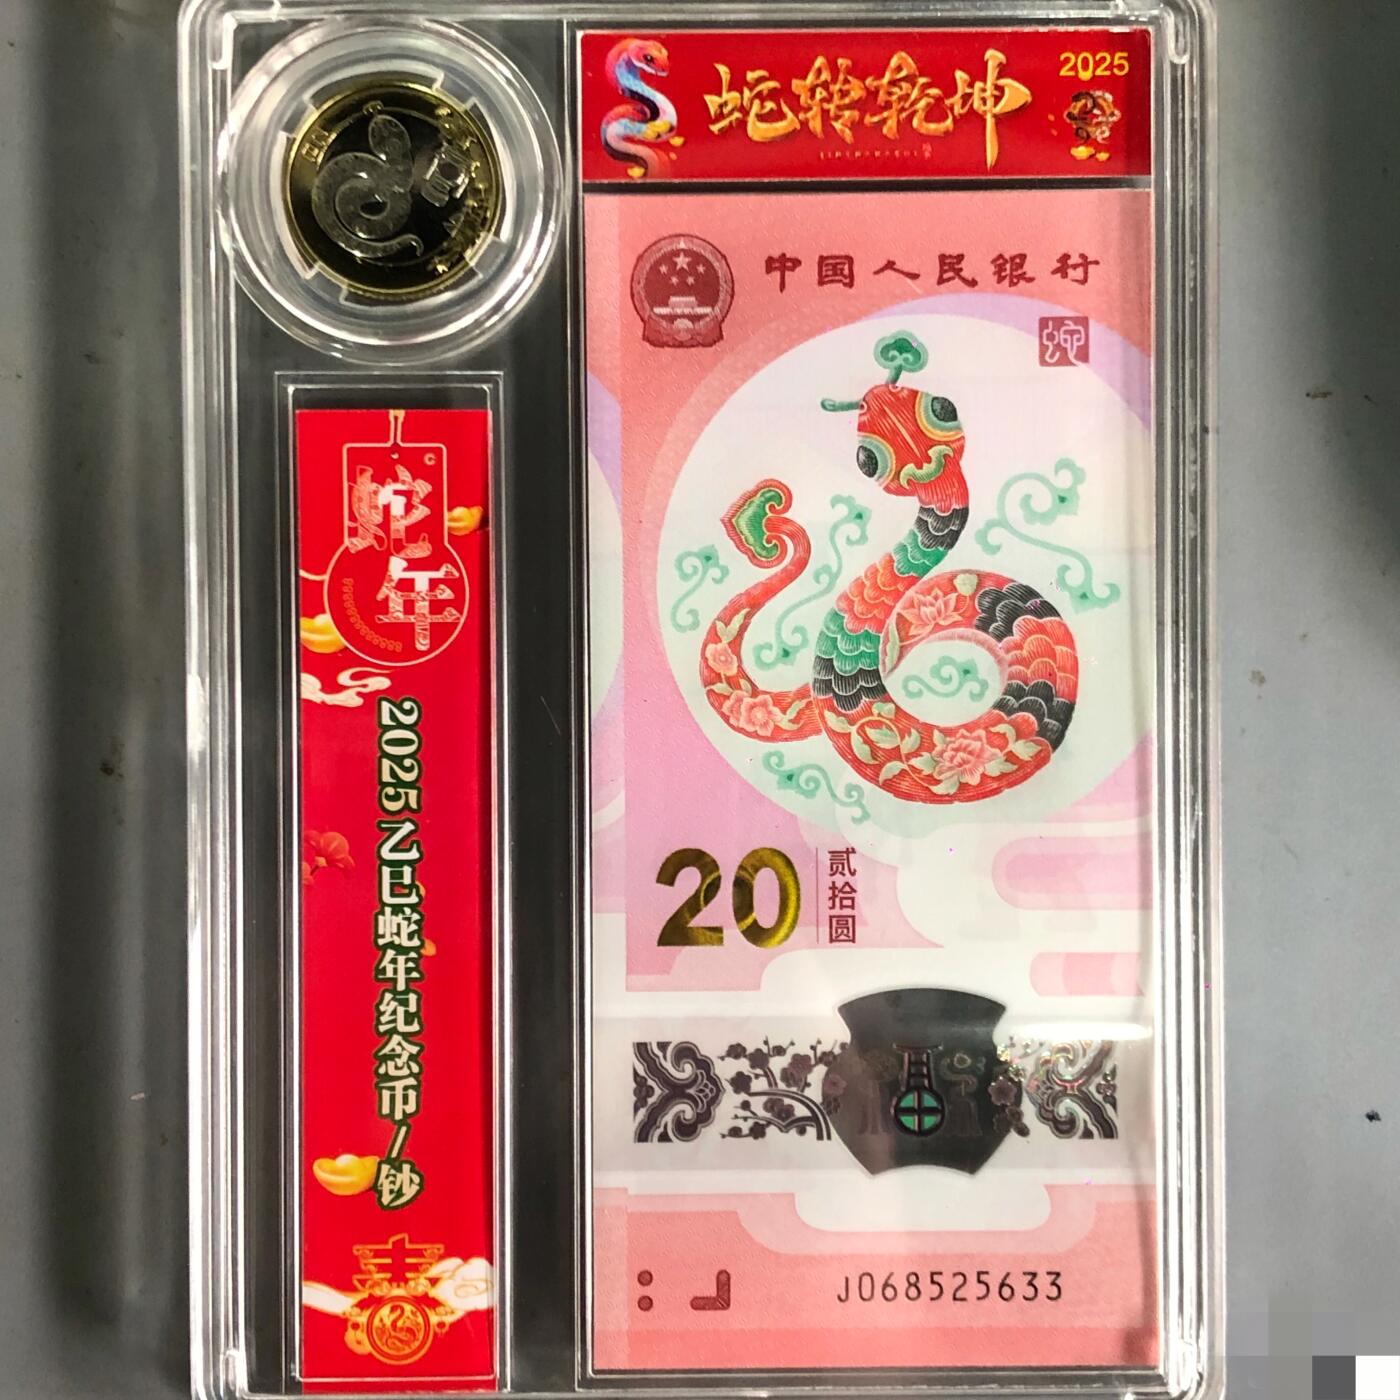 蛇转乾坤
2025
中国人民银行
蛇
蛇年
2025乙巳蛇年纪念币/钞
春
20
贰拾圆
J068525633